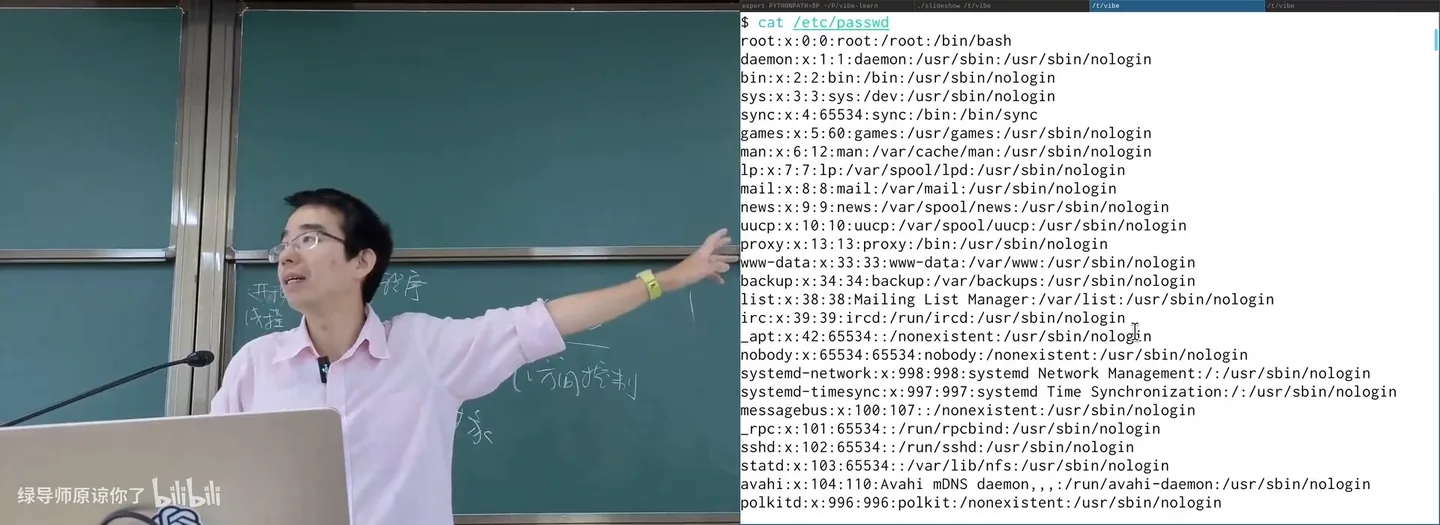 export PYTHONPATH=$P ~/P/vibe-learn
./slideshow /t/vibe
/t/vibe
/t/vibe
$ cat /etc/passwd
root:x:0:0:root:/root:/bin/bash
daemon:x:1:1:daemon:/usr/sbin:/usr/sbin/nologin
bin:x:2:2:bin:/bin:/usr/sbin/nologin
sys:x:3:3:sys:/dev:/usr/sbin/nologin
sync:x:4:65534:sync:/bin:/bin/sync
games:x:5:60:games:/usr/games:/usr/sbin/nologin
man:x:6:12:man:/var/cache/man:/usr/sbin/nologin
lp:x:7:7:lp:/var/spool/lpd:/usr/sbin/nologin
mail:x:8:8:mail:/var/mail:/usr/sbin/nologin
news:x:9:9:news:/var/spool/news:/usr/sbin/nologin
uucp:x:10:10:uucp:/var/spool/uucp:/usr/sbin/nologin
proxy:x:13:13:proxy:/bin:/usr/sbin/nologin
www-data:x:33:33:www-data:/var/www:/usr/sbin/nologin
backup:x:34:34:backup:/var/backups:/usr/sbin/nologin
list:x:38:38:Mailing List Manager:/var/list:/usr/sbin/nologin
irc:x:39:39:ircd:/run/ircd:/usr/sbin/nologin
_apt:x:42:65534::/nonexistent:/usr/sbin/nologin
nobody:x:65534:65534:nobody:/nonexistent:/usr/sbin/nologin
systemd-network:x:998:998:systemd Network Management:/:/usr/sbin/nologin
systemd-timesync:x:997:997:systemd Time Synchronization:/:/usr/sbin/nologin
messagebus:x:100:107::/nonexistent:/usr/sbin/nologin
_rpc:x:101:65534::/run/rpcbind:/usr/sbin/nologin
sshd:x:102:65534::/run/sshd:/usr/sbin/nologin
statd:x:103:65534::/var/lib/nfs:/usr/sbin/nologin
avahi:x:104:110:Avahi mDNS daemon,,,:/run/avahi-daemon:/usr/sbin/nologin
polkitd:x:996:996:polkit:/nonexistent:/usr/sbin/nologin
程序
访问控制
绿导师原谅你了 bilibili